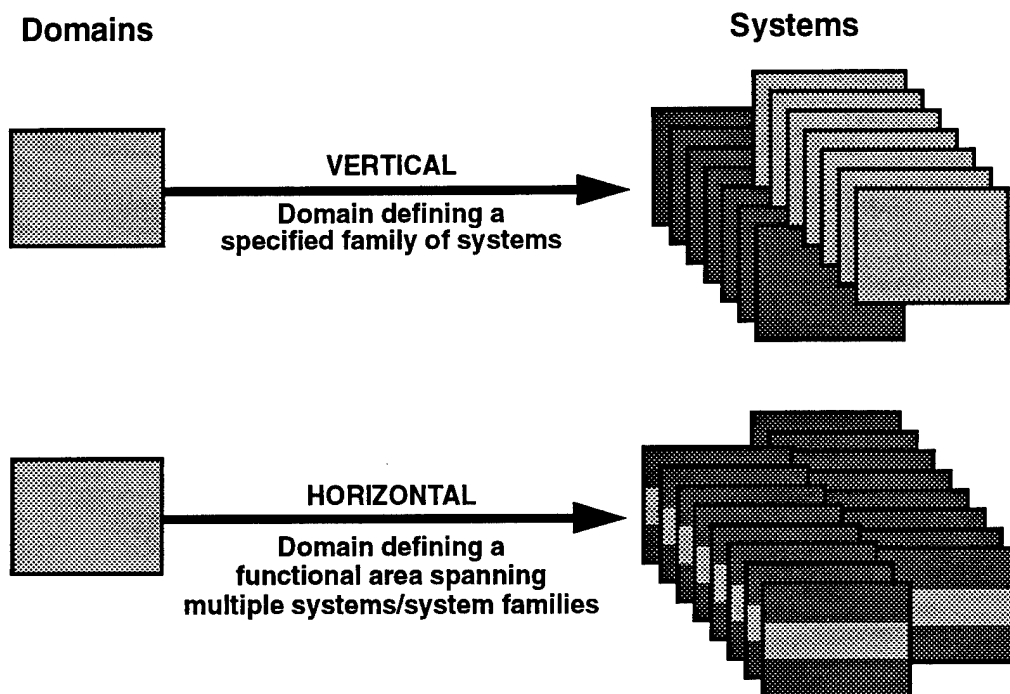 Domains
Systems
VERTICAL
Domain defining a
specified family of systems
HORIZONTAL
Domain defining a
functional area spanning
multiple systems/system families